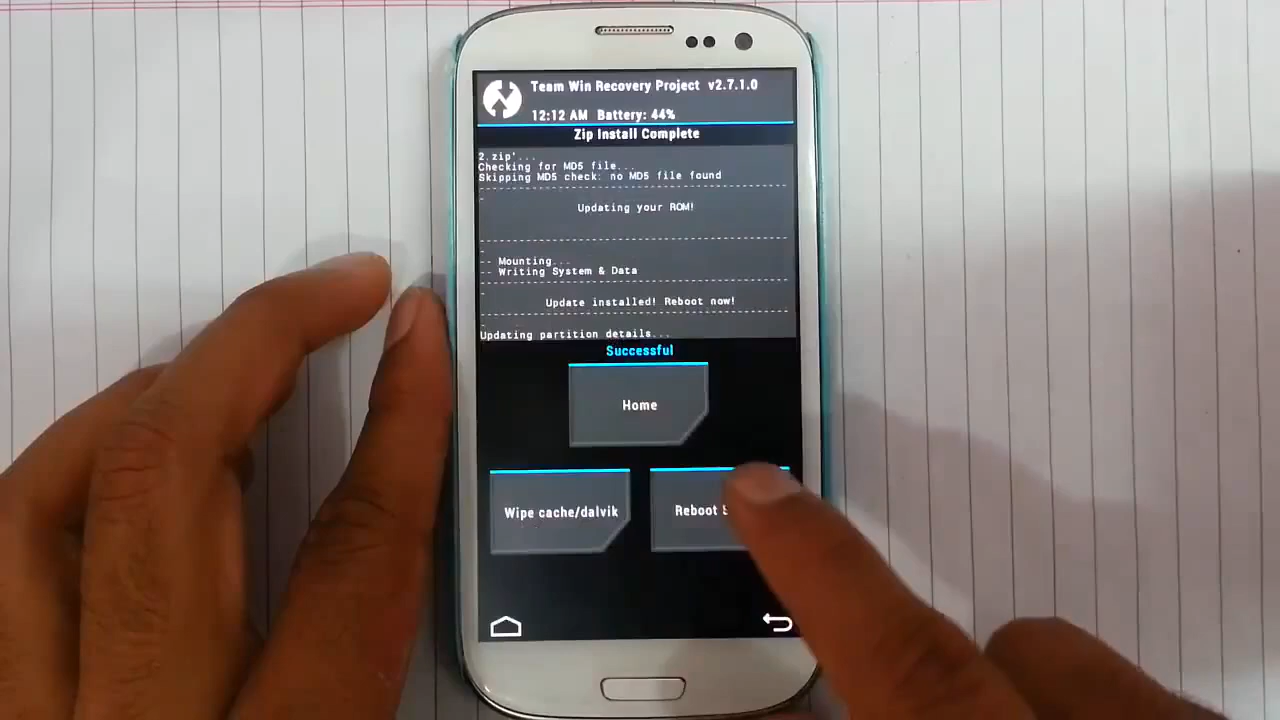 Team Win Recovery Project v2.7.1.0
12:12 AM Battery: 44%
Zip Install Complete
2.zip'...
Checking for MD5 file...
Skipping MD5 check: no MD5 file found
Updating your ROM!
-- Mounting...
-- Writing System & Data
Update installed! Reboot now!
Updating partition details...
Successful
Home
Wipe cache/dalvik
Reboot